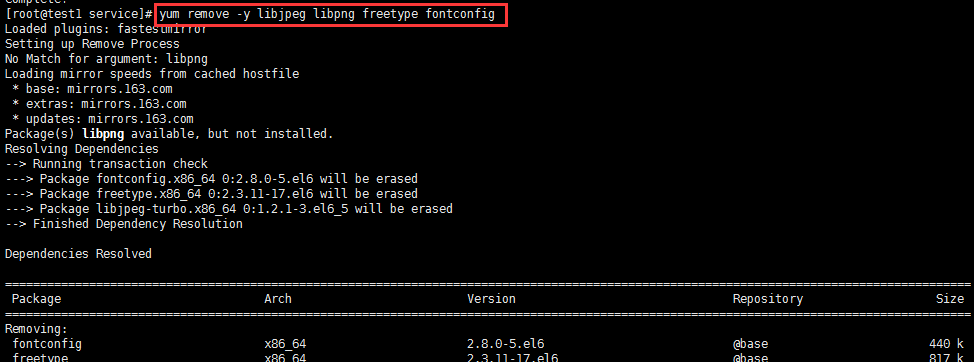 Complete!
[root@test1 service]# yum remove -y libjpeg libpng freetype fontconfig
Loaded plugins: fastestmirror
Setting up Remove Process
No Match for argument: libpng
Loading mirror speeds from cached hostfile
 * base: mirrors.163.com
 * extras: mirrors.163.com
 * updates: mirrors.163.com
Package(s) libpng available, but not installed.
Resolving Dependencies
--> Running transaction check
---> Package fontconfig.x86_64 0:2.8.0-5.el6 will be erased
---> Package freetype.x86_64 0:2.3.11-17.el6 will be erased
---> Package libjpeg-turbo.x86_64 0:1.2.1-3.el6_5 will be erased
--> Finished Dependency Resolution
Dependencies Resolved
Package Arch Version Repository Size
Removing:
fontconfig x86_64 2.8.0-5.el6 @base 440 k
freetype x86_64 2.3.11-17.el6 @base 817 k